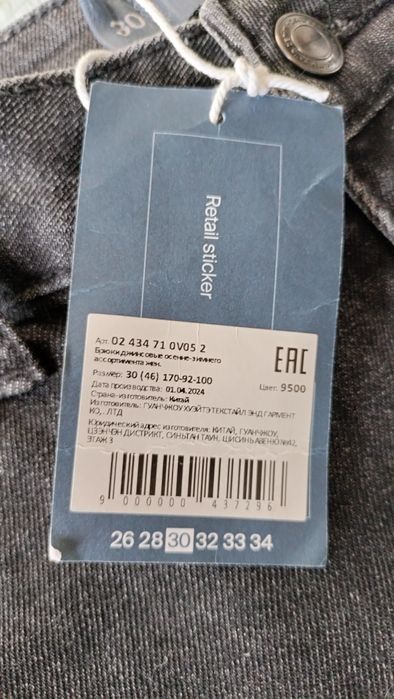 30
Retail sticker
Арт. 02 434 71 0V05 2
Брюки джинсовые осенне-зимнего
ассортимента жен.
EAC
Размер: 30 (46) 170-92-100
Цвет: 9500
Дата производства: 01.04.2024
Страна-изготовитель: Китай
Изготовитель: ГУАНЧЖОУ ХУЭЙТЭ ТЕКСТАЙЛ ЭНД ГАРМЕНТ
КО., ЛТД
Юридический адрес изготовителя: КИТАЙ, ГУАНЧЖОУ,
ЦЗЭНЧЭН ДИСТРИКТ, СИНЬТАН ТАУН, ШИСИНЬ АВЕНЮ №42,
ЭТАЖ 3
9 000000 437296
26 28 30 32 33 34